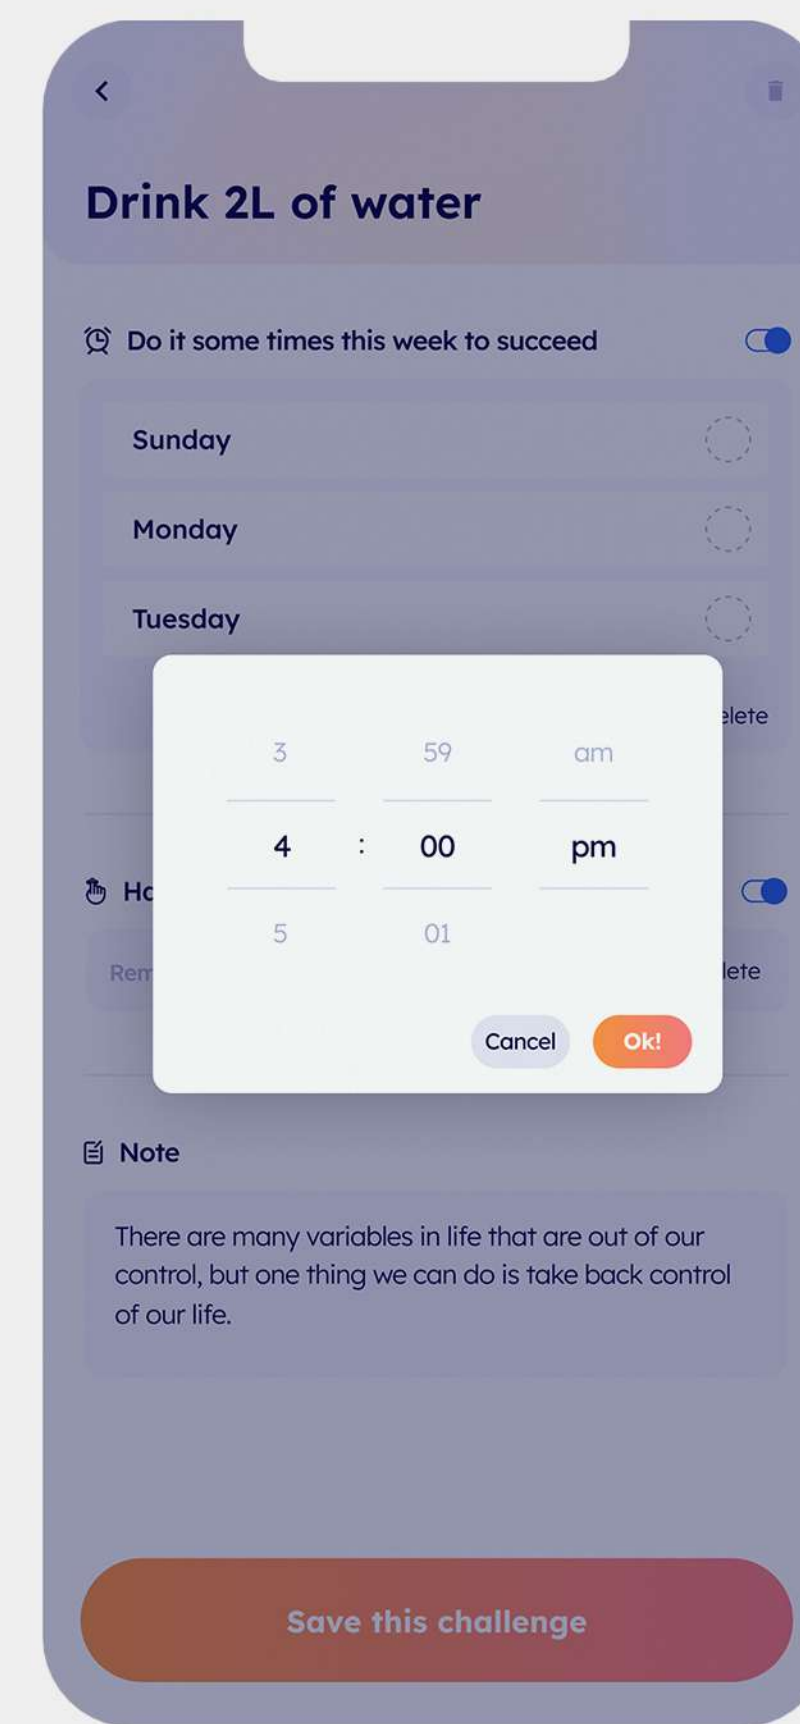 Drink 2L of water
Do it some times this week to succeed
Sunday
Monday
Tuesday
3 59 am
4 : 00 pm
5 01
Cancel Ok!
Note
There are many variables in life that are out of our
control, but one thing we can do is take back control
of our life.
Save this challenge